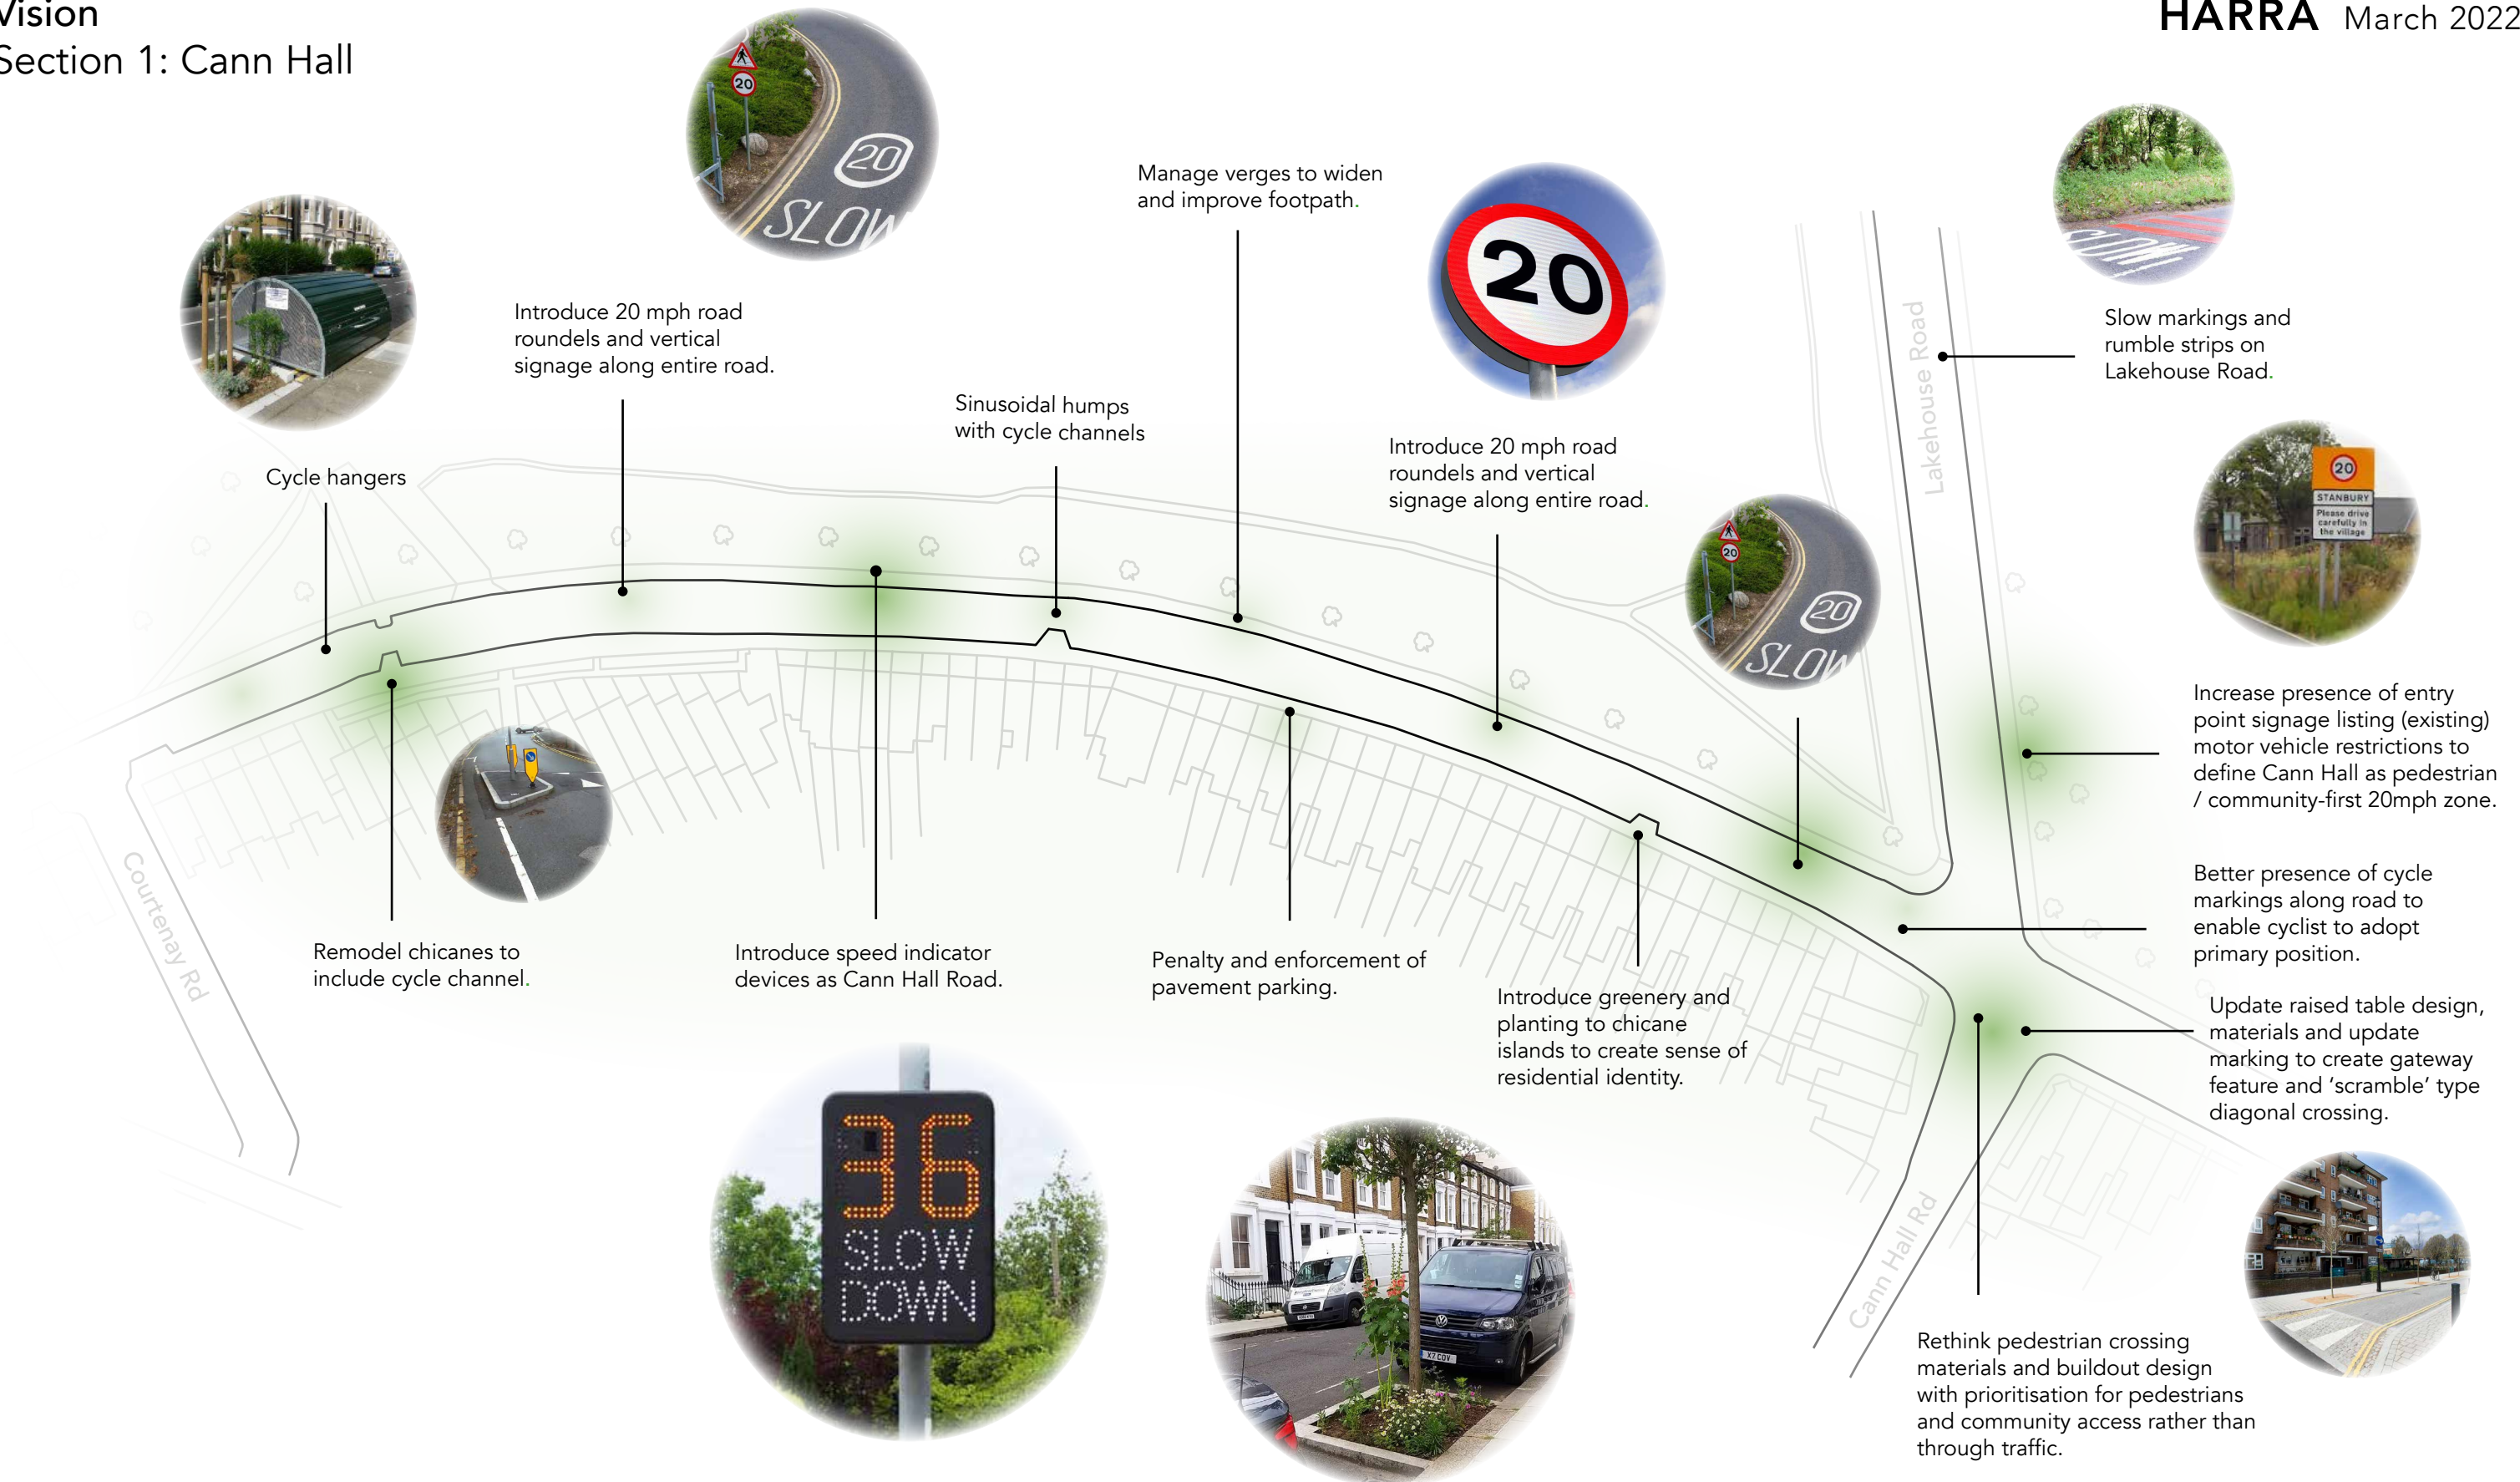 Vision
Section 1: Cann Hall
HARRA March 2022
20
20
SLOW
Manage verges to widen
and improve footpath.
20
SLOW
Slow markings and
rumble strips on
Lakehouse Road.
Lakehouse Road
Introduce 20 mph road
roundels and vertical
signage along entire road.
Sinusoidal humps
with cycle channels
Introduce 20 mph road
roundels and vertical
signage along entire road.
Cycle hangers
20
STANBURY
Please drive
carefully in
the village
20
20
SLOW
Increase presence of entry
point signage listing (existing)
motor vehicle restrictions to
define Cann Hall as pedestrian
/ community-first 20mph zone.
Better presence of cycle
markings along road to
enable cyclist to adopt
primary position.
Courtenay Rd
Remodel chicanes to
include cycle channel.
Introduce speed indicator
devices as Cann Hall Road.
Penalty and enforcement of
pavement parking.
Introduce greenery and
planting to chicane
islands to create sense of
residential identity.
Update raised table design,
materials and update
marking to create gateway
feature and ‘scramble’ type
diagonal crossing.
36
SLOW
DOWN
X7 COV
Cann Hall Rd
Rethink pedestrian crossing
materials and buildout design
with prioritisation for pedestrians
and community access rather than
through traffic.